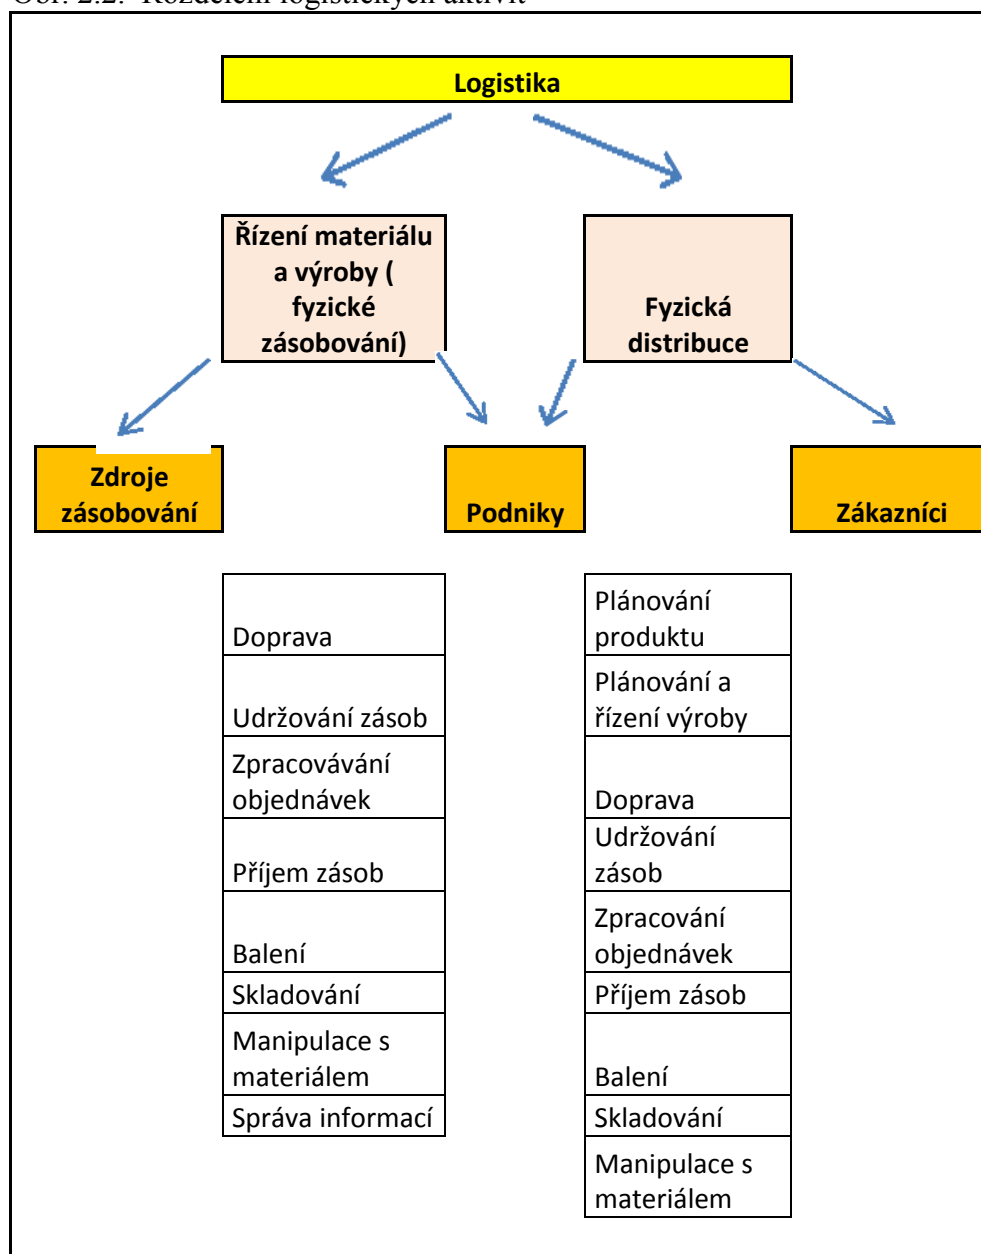 Obr. 2.2. Rozdělení logistických aktivit
Logistika
Řízení materiálu
a výroby (
fyzické
zásobování)
Fyzická
distribuce
Zdroje
zásobování
Podniky
Zákazníci
Doprava
Udržování zásob
Zpracovávání
objednávek
Příjem zásob
Balení
Skladování
Manipulace s
materiálem
Správa informací
Plánování
produktu
Plánování a
řízení výroby
Doprava
Udržování
zásob
Zpracování
objednávek
Příjem zásob
Balení
Skladování
Manipulace s
materiálem